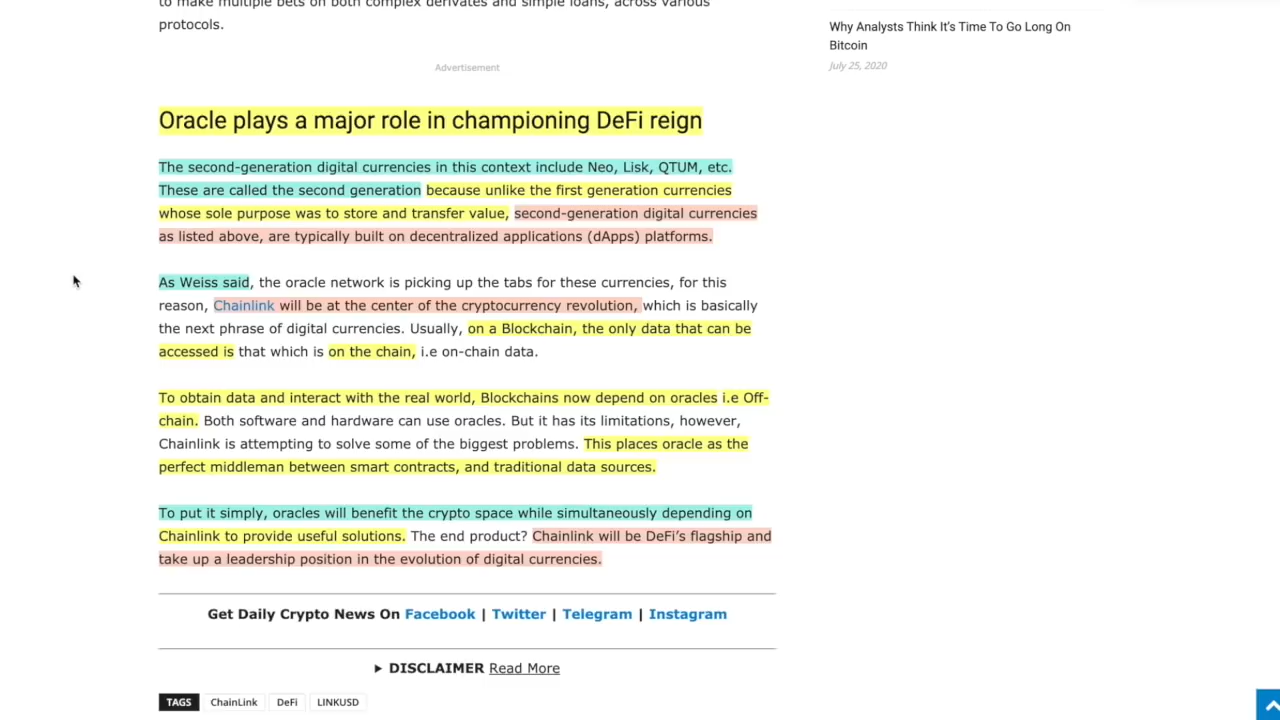 to make multiple bets on both complex derivates and simple loans, across various
protocols.
Advertisement
Oracle plays a major role in championing DeFi reign
The second-generation digital currencies in this context include Neo, Lisk, QTUM, etc.
These are called the second generation because unlike the first generation currencies
whose sole purpose was to store and transfer value, second-generation digital currencies
as listed above, are typically built on decentralized applications (dApps) platforms.
As Weiss said, the oracle network is picking up the tabs for these currencies, for this
reason, Chainlink will be at the center of the cryptocurrency revolution, which is basically
the next phrase of digital currencies. Usually, on a Blockchain, the only data that can be
accessed is that which is on the chain, i.e on-chain data.
To obtain data and interact with the real world, Blockchains now depend on oracles i.e Off-
chain. Both software and hardware can use oracles. But it has its limitations, however,
Chainlink is attempting to solve some of the biggest problems. This places oracle as the
perfect middleman between smart contracts, and traditional data sources.
To put it simply, oracles will benefit the crypto space while simultaneously depending on
Chainlink to provide useful solutions. The end product? Chainlink will be DeFi's flagship and
take up a leadership position in the evolution of digital currencies.
Get Daily Crypto News On Facebook | Twitter | Telegram | Instagram
DISCLAIMER Read More
TAGS ChainLink DeFi LINKUSD
Why Analysts Think It's Time To Go Long On
Bitcoin
July 25, 2020